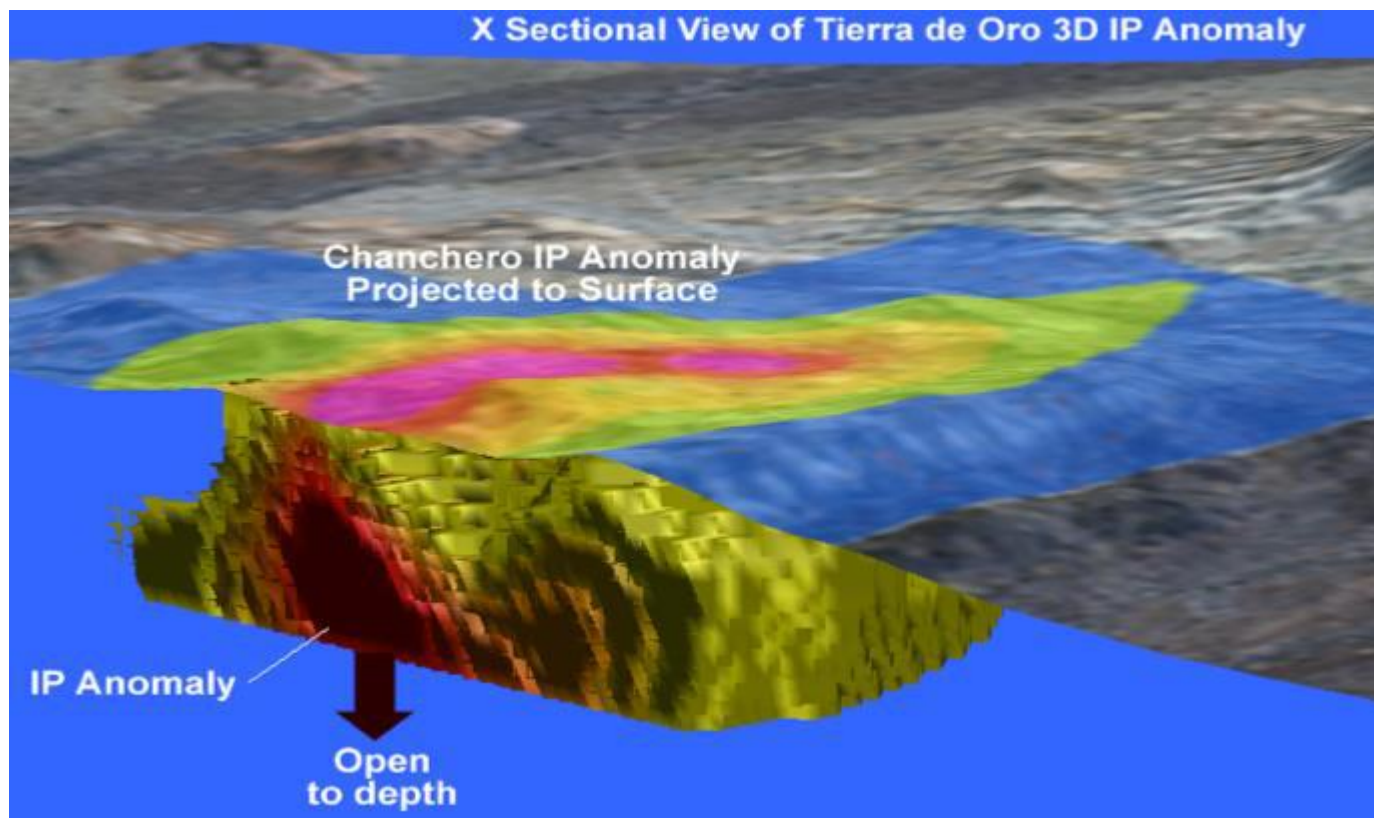 X Sectional View of Tierra de Oro 3D IP Anomaly
Chanchero IP Anomaly
Projected to Surface
IP Anomaly
Open
to depth